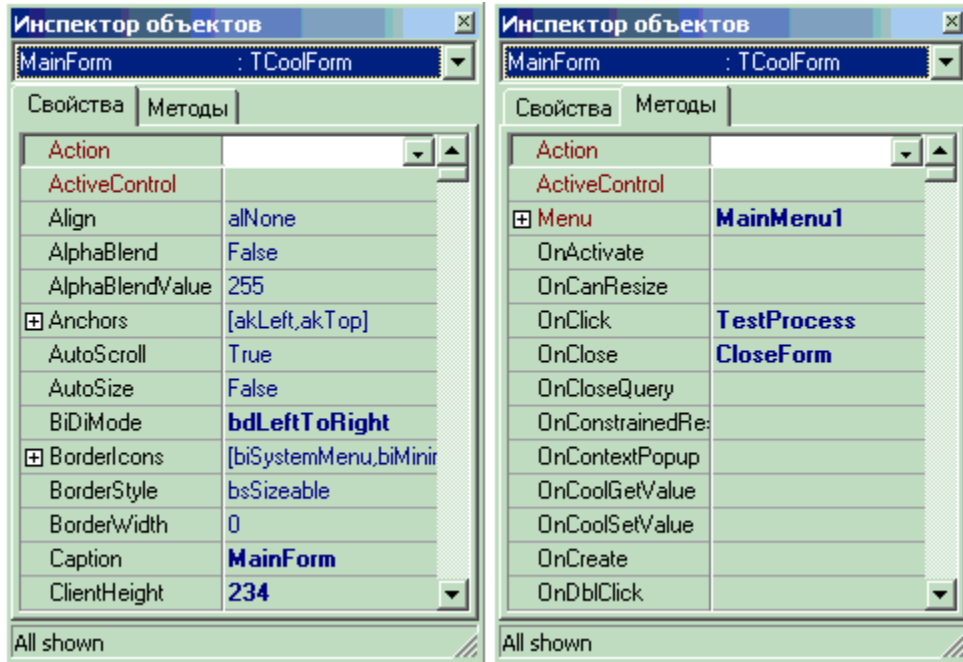 Инспектор объектов
MainForm : TCoolForm
Свойства Методы
Action
ActiveControl
Align alNone
AlphaBlend False
AlphaBlendValue 255
Anchors [akLeft,akTop]
AutoScroll True
AutoSize False
BiDiMode bdLeftToRight
BorderIcons [biSystemMenu,biMinir
BorderStyle bsSizeable
BorderWidth 0
Caption MainForm
ClientHeight 234
All shown
Инспектор объектов
MainForm : TCoolForm
Свойства Методы
Action
ActiveControl
Menu MainMenu1
OnActivate
OnCanResize
OnClick TestProcess
OnClose CloseForm
OnCloseQuery
OnConstrainedRe
OnContextPopup
OnCoolGetValue
OnCoolSetValue
OnCreate
OnDblClick
All shown